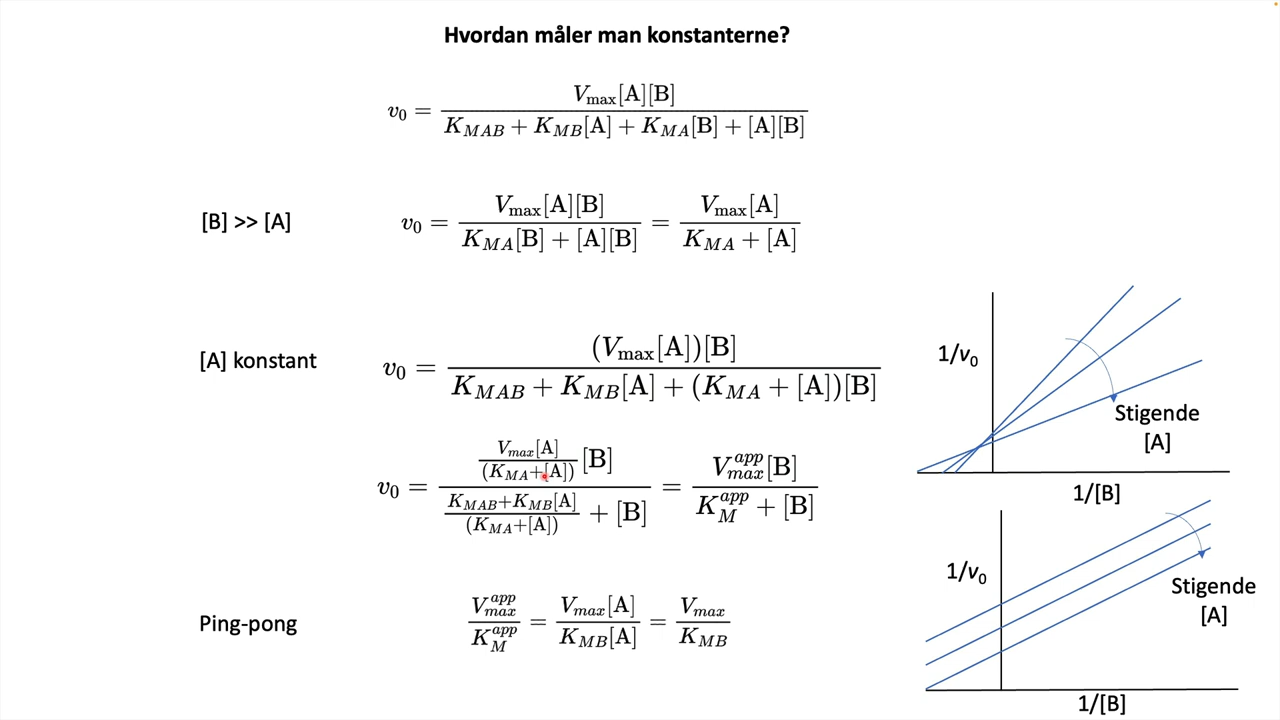 Hvordan måler man konstanterne?
v₀ = V_max[A][B] / (K_MAB + K_MB[A] + K_MA[B] + [A][B])
[B] >> [A]
v₀ = V_max[A][B] / (K_MA[B] + [A][B]) = V_max[A] / (K_MA + [A])
[A] konstant
v₀ = (V_max[A])[B] / (K_MAB + K_MB[A] + (K_MA + [A])[B])
v₀ = (V_max[A] / (K_MA+[A]) [B]) / ((K_MAB+K_MB[A]) / (K_MA+[A]) + [B]) = V_max^app[B] / (K_M^app + [B])
Ping-pong
V_max^app / K_M^app = V_max[A] / K_MB[A] = V_max / K_MB
1/v₀
Stigende
[A]
1/[B]
1/v₀
Stigende
[A]
1/[B]